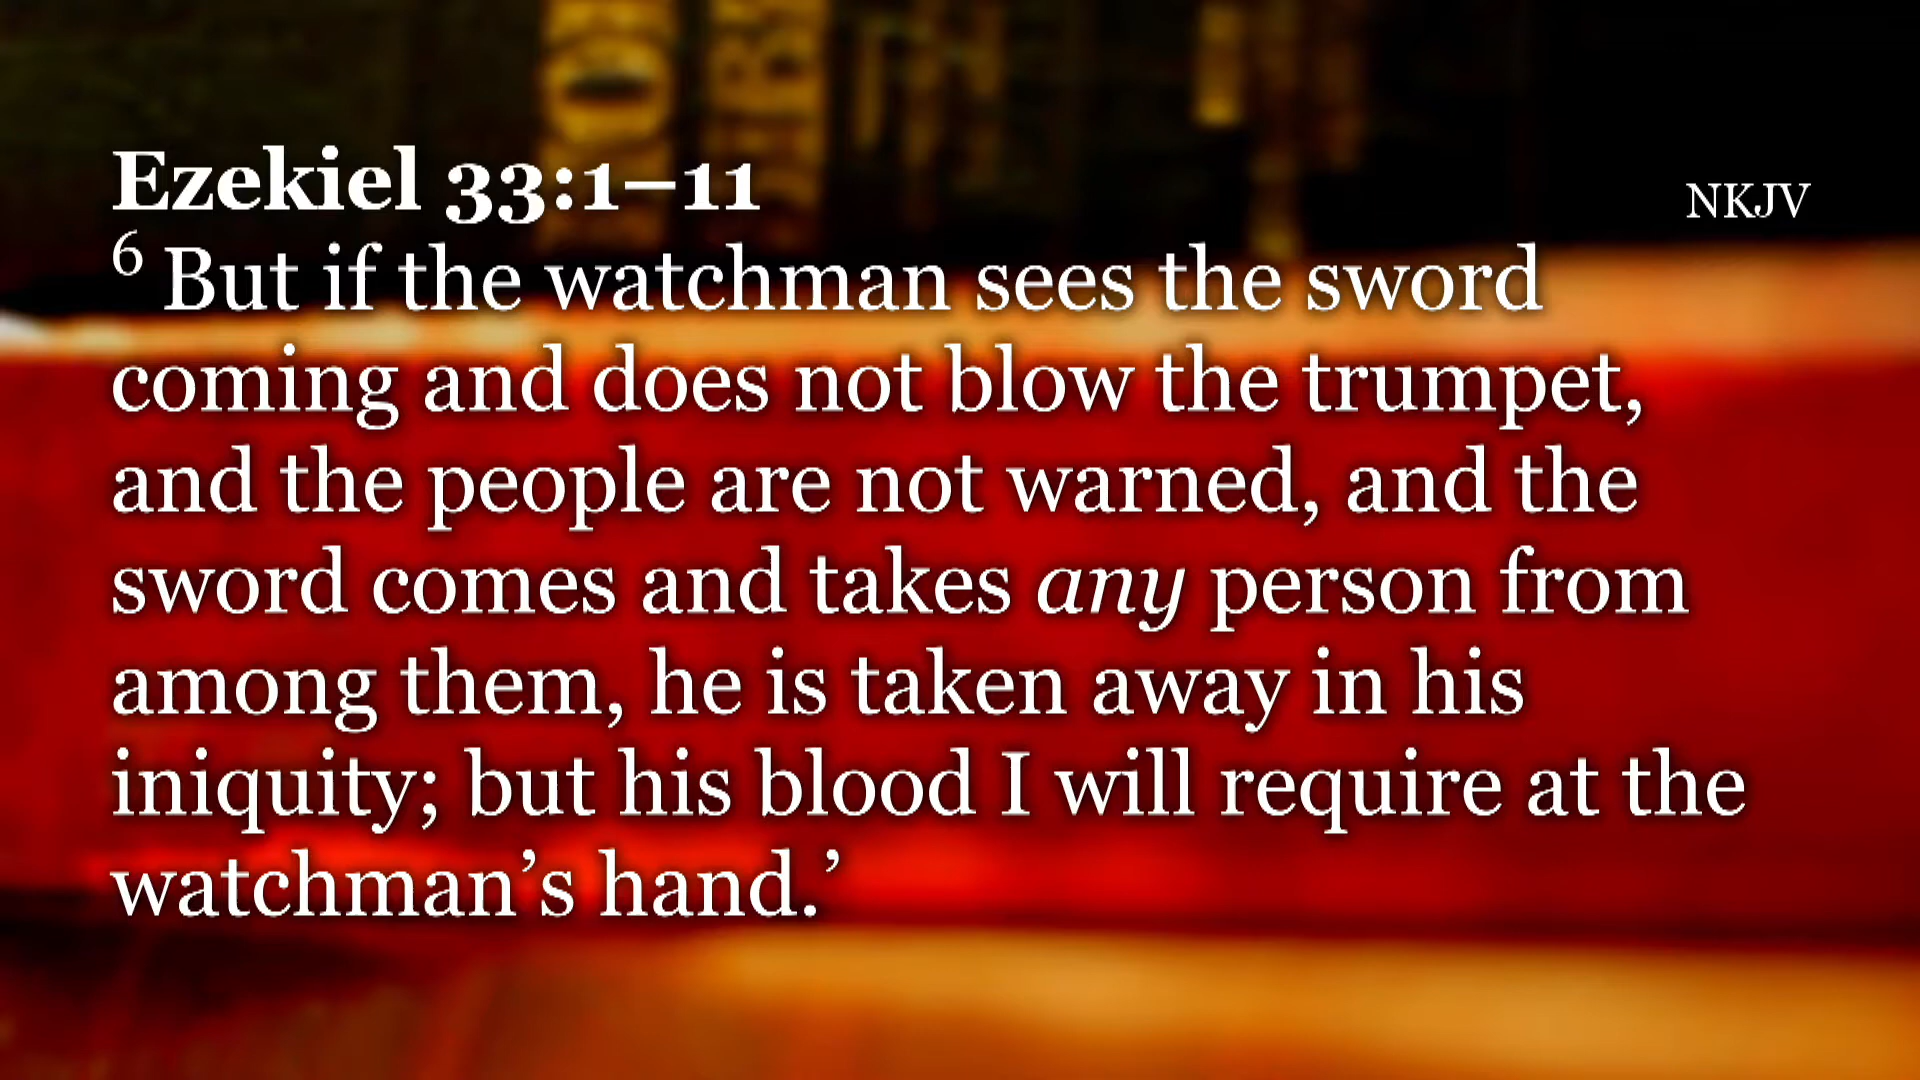 Ezekiel 33:1–11
NKJV
6 But if the watchman sees the sword
coming and does not blow the trumpet,
and the people are not warned, and the
sword comes and takes any person from
among them, he is taken away in his
iniquity; but his blood I will require at the
watchman’s hand.’